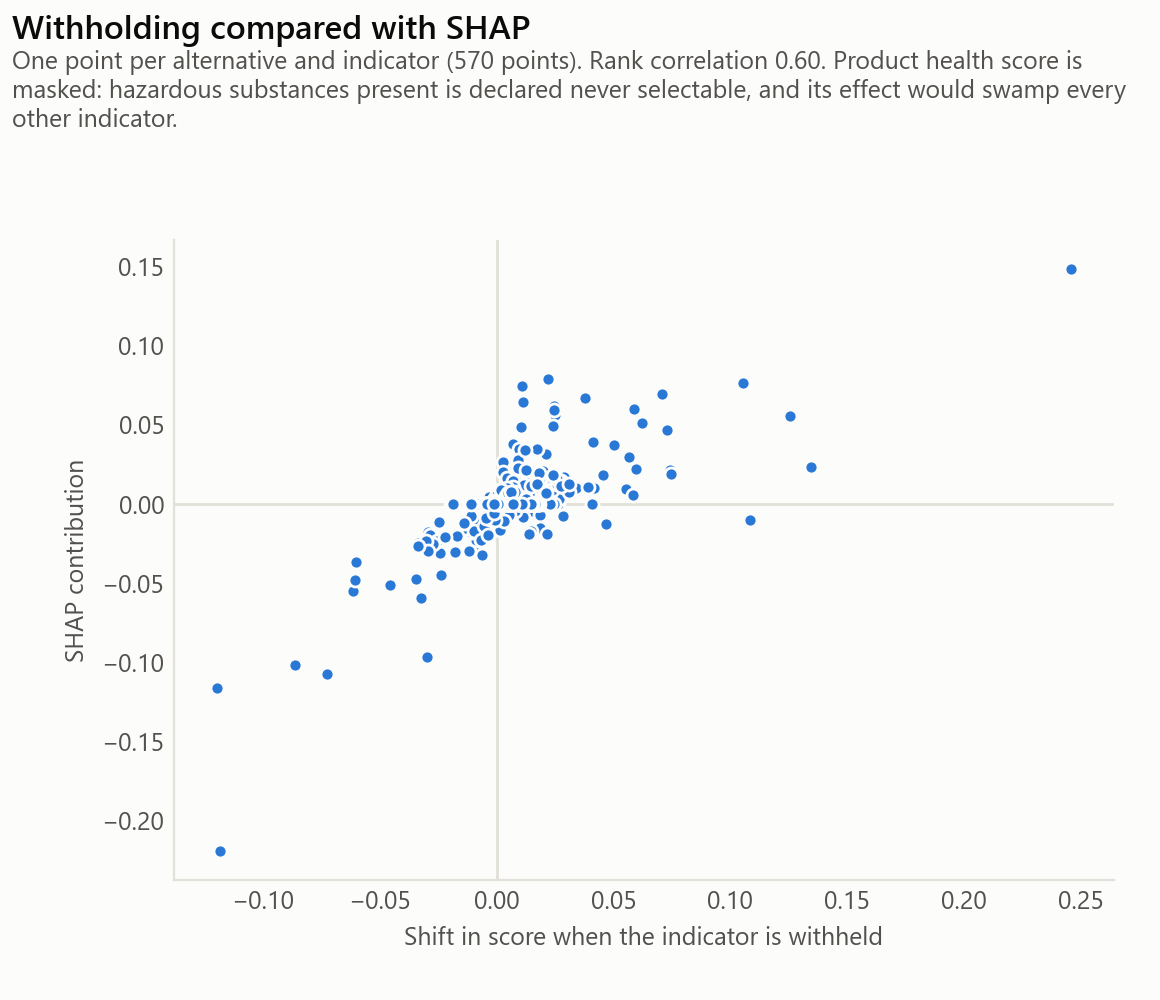 Withholding compared with SHAP
One point per alternative and indicator (570 points). Rank correlation 0.60. Product health score is
masked: hazardous substances present is declared never selectable, and its effect would swamp every
other indicator.
0.15
0.10
0.05
0.00
−0.05
−0.10
−0.15
−0.20
SHAP contribution
−0.10
−0.05
0.00
0.05
0.10
0.15
0.20
0.25
Shift in score when the indicator is withheld